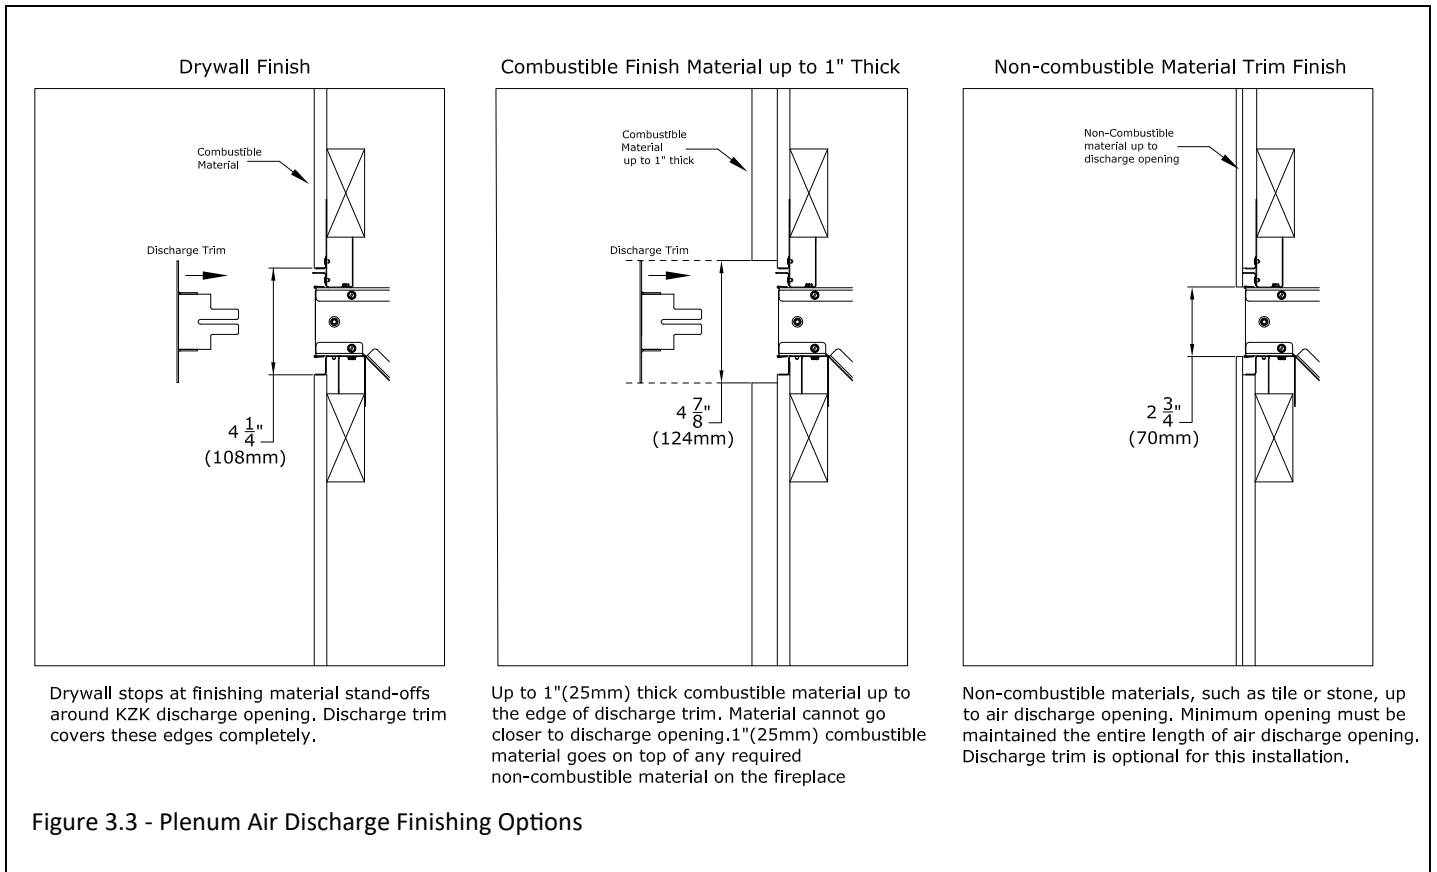 Drywall Finish
Combustible
Material
Discharge Trim
4 1/4"
(108mm)
Drywall stops at finishing material stand-offs
around KZK discharge opening. Discharge trim
covers these edges completely.
Combustible Finish Material up to 1" Thick
Combustible
Material
up to 1" thick
Discharge Trim
4 7/8"
(124mm)
Up to 1"(25mm) thick combustible material up to
the edge of discharge trim. Material cannot go
closer to discharge opening.1"(25mm) combustible
material goes on top of any required
non-combustible material on the fireplace
Non-combustible Material Trim Finish
Non-Combustible
material up to
discharge opening
2 3/4"
(70mm)
Non-combustible materials, such as tile or stone, up
to air discharge opening. Minimum opening must be
maintained the entire length of air discharge opening.
Discharge trim is optional for this installation.
Figure 3.3 - Plenum Air Discharge Finishing Options